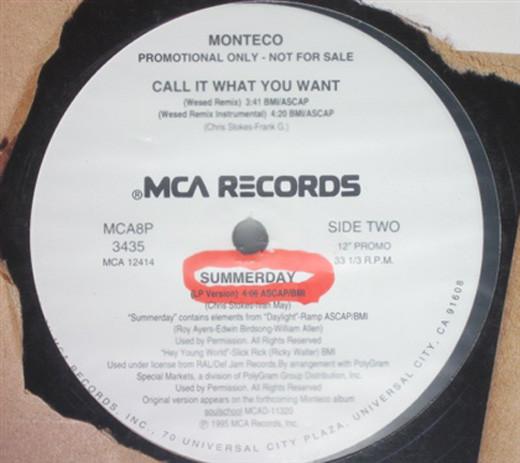 MONTECO
PROMOTIONAL ONLY - NOT FOR SALE
CALL IT WHAT YOU WANT
(Wesed Remix) 3:41 BMI/ASCAP
(Wesed Remix Instrumental) 4:20 BMI/ASCAP
(Chris Stokes-Frank G.)
®MCA RECORDS
MCA8P
3435
MCA 12414
SIDE TWO
12" PROMO
33 1/3 R.P.M.
SUMMERDAY
(LP Version) 4:06 ASCAP/BMI
(Chris Stokes-Ivan May)
"Summerday" contains elements from "Daylight"-Ramp ASCAP/BMI
(Roy Ayers-Edwin Birdsong-William Allen)
Used by Permission. All Rights Reserved
"Hey Young World"-Slick Rick (Ricky Walter) BMI
Used under license from RAL/Def Jam Records.By arrangement with PolyGram
Special Markets, a division of PolyGram Group Distribution, Inc.
Used by Permission. All Rights Reserved
Original version appears on the forthcoming Monteco album
soulschool MCAD-11320
℗ 1995 MCA Records, Inc.
MCA RECORDS, INC., 70 UNIVERSAL CITY PLAZA, UNIVERSAL CITY, CA 91608